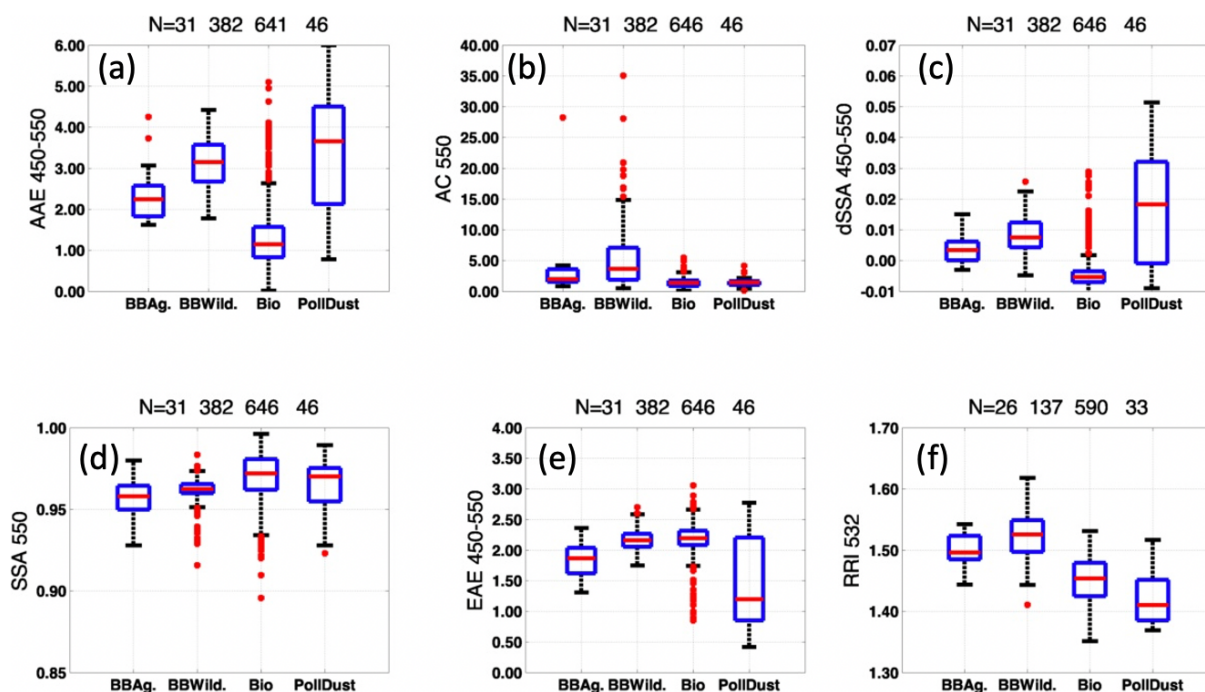 N=31 382 641 46
(a)
AAE 450-550
6.00
5.00
4.00
3.00
2.00
1.00
0.00
BBAg. BBWild. Bio PollDust
N=31 382 646 46
(b)
AC 550
40.00
35.00
30.00
25.00
20.00
15.00
10.00
5.00
0.00
BBAg. BBWild. Bio PollDust
N=31 382 646 46
(c)
dSSA 450-550
0.07
0.06
0.05
0.04
0.03
0.02
0.01
0.00
-0.01
BBAg. BBWild. Bio PollDust
N=31 382 646 46
(d)
SSA 550
1.00
0.95
0.90
0.85
BBAg. BBWild. Bio PollDust
N=31 382 646 46
(e)
EAE 450-550
4.00
3.50
3.00
2.50
2.00
1.50
1.00
0.50
0.00
BBAg. BBWild. Bio PollDust
N=26 137 590 33
(f)
RRI 532
1.70
1.60
1.50
1.40
1.30
BBAg. BBWild. Bio PollDust